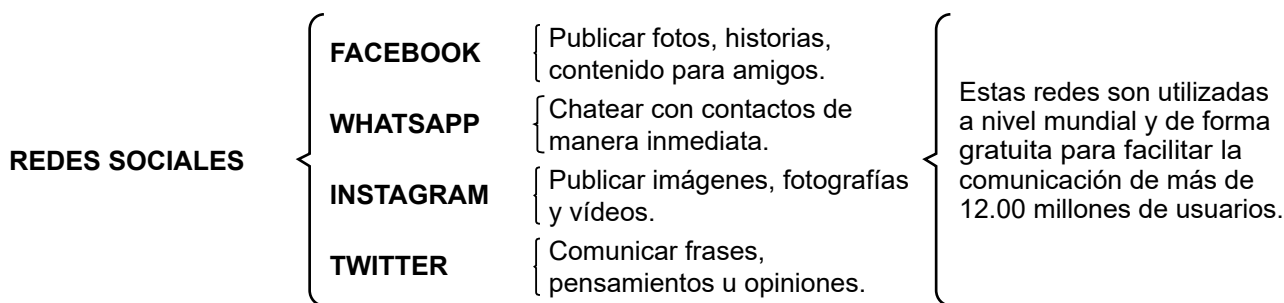 REDES SOCIALES
FACEBOOK
Publicar fotos, historias,
contenido para amigos.
WHATSAPP
Chatear con contactos de
manera inmediata.
INSTAGRAM
Publicar imágenes, fotografías
y vídeos.
TWITTER
Comunicar frases,
pensamientos u opiniones.
Estas redes son utilizadas
a nivel mundial y de forma
gratuita para facilitar la
comunicación de más de
12.00 millones de usuarios.